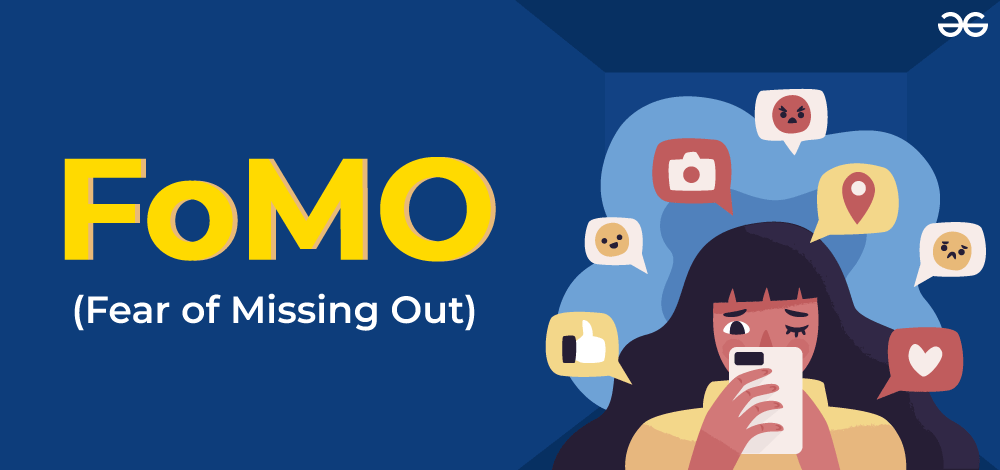 FoMO
(Fear of Missing Out)